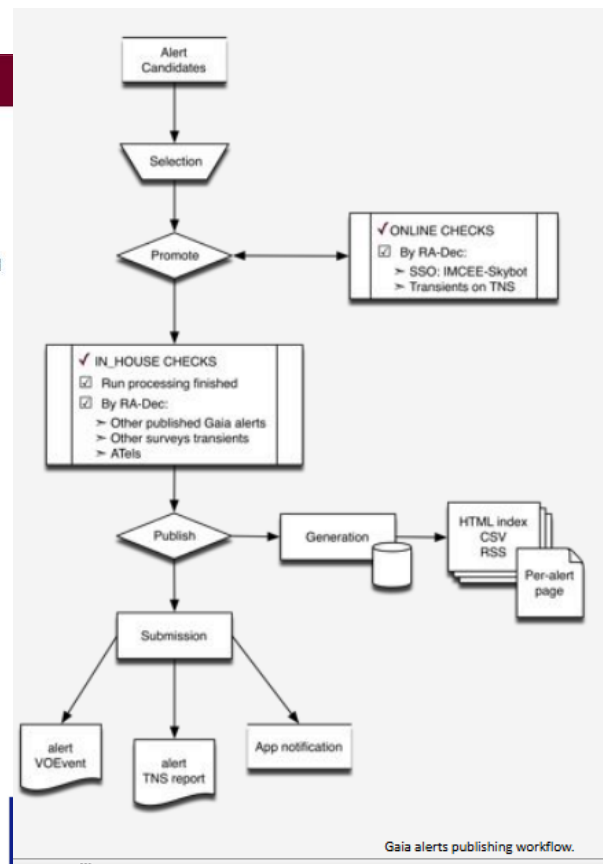 Alert
Candidates
Selection
Promote
✓ ONLINE CHECKS
☑ By RA-Dec:
➣ SSO: IMCEE-Skybot
➣ Transients on TNS
✓ IN_HOUSE CHECKS
☑ Run processing finished
☑ By RA-Dec:
➣ Other published Gaia alerts
➣ Other surveys transients
➣ ATels
Publish
Generation
HTML index
CSV
RSS
Per-alert
page
Submission
alert
VOEvent
alert
TNS report
App notification
Gaia alerts publishing workflow.